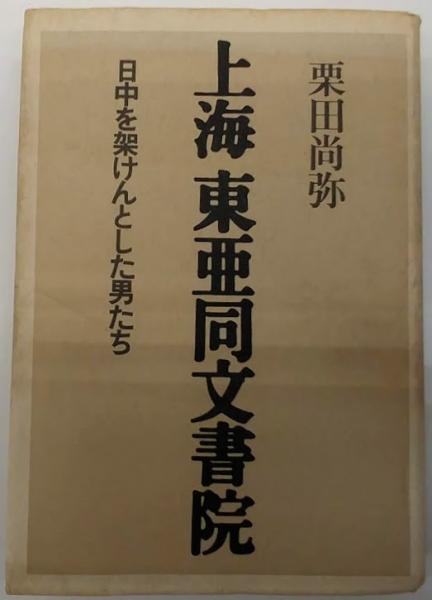 栗田尚弥
上海 東亜同文書院
日中を架けんとした男たち